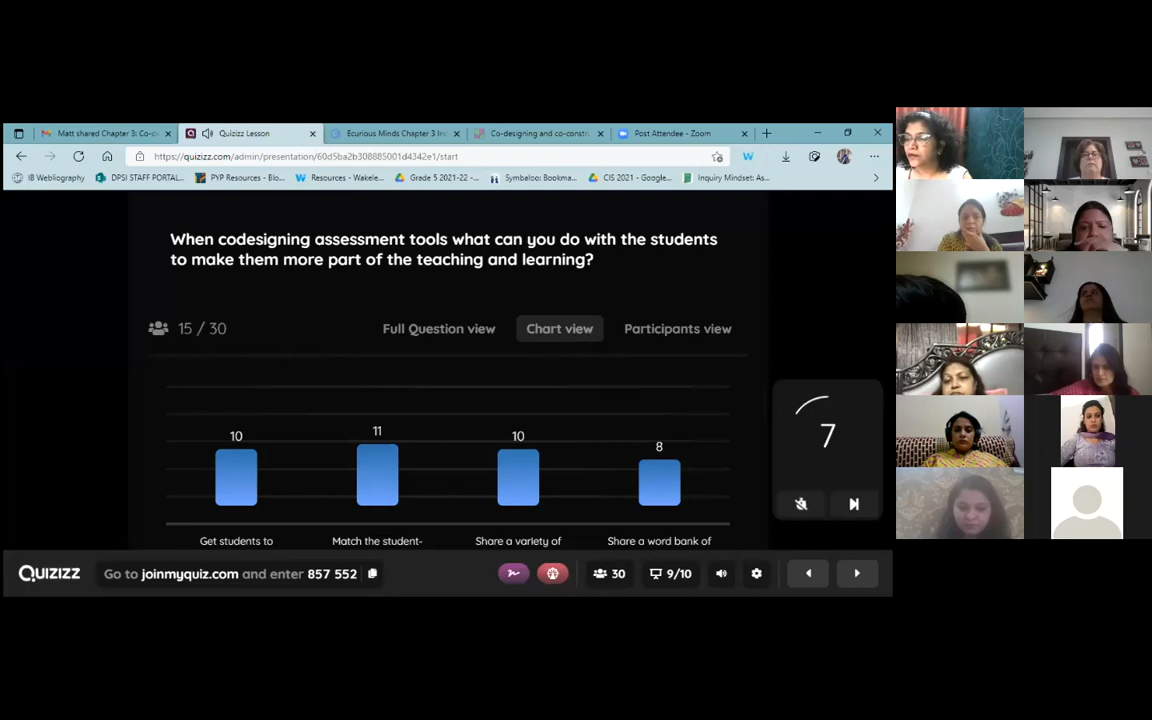 Matt shared Chapter 3: Co-de
Quizizz Lesson
Ecurious Minds Chapter 3 Inc
Co-designing and co-constru
Post Attendee - Zoom
https://quizizz.com/admin/presentation/60d5ba2b308885001d4342e1/start
IB Webliography
DPSI STAFF PORTAL...
PYP Resources - Blo...
Resources - Wakele...
Grade 5 2021-22 -...
Symbaloo: Bookma...
CIS 2021 - Google...
Inquiry Mindset: As...
When codesigning assessment tools what can you do with the students
to make them more part of the teaching and learning?
15 / 30
Full Question view
Chart view
Participants view
10
11
10
8
7
Get students to
Match the student-
Share a variety of
Share a word bank of
Quizizz
Go to joinmyquiz.com and enter 857 552
30
9/10